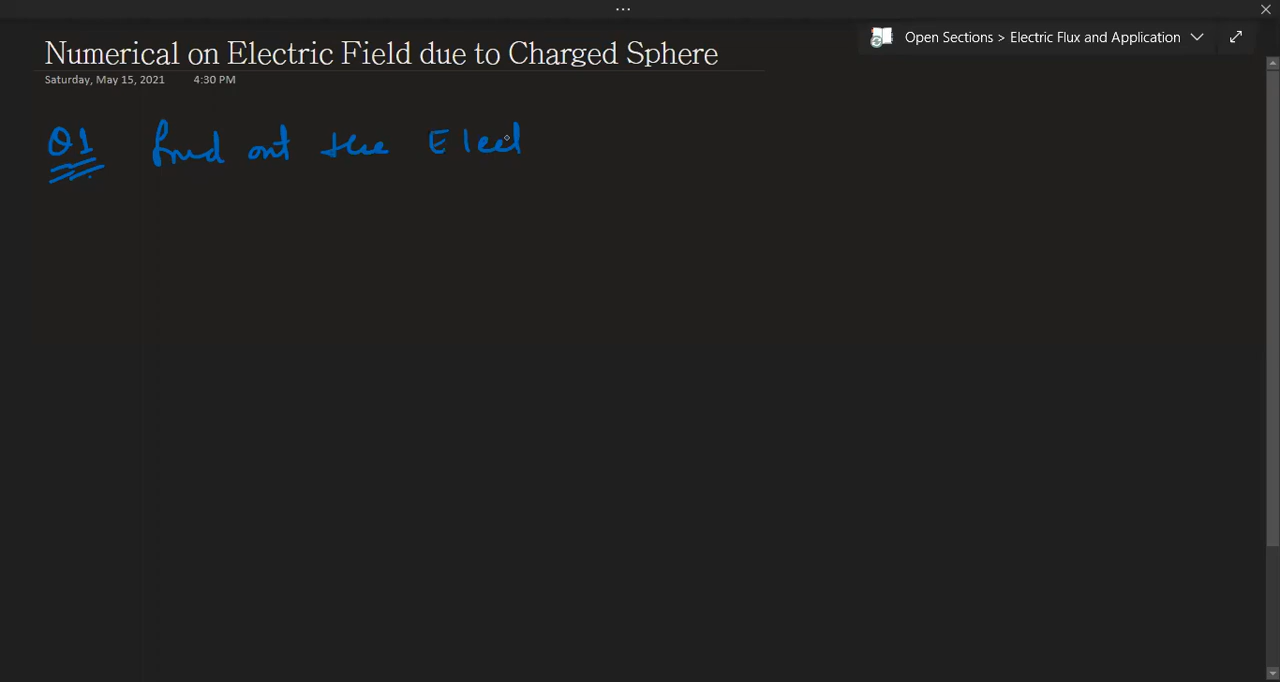 Numerical on Electric Field due to Charged Sphere
Open Sections > Electric Flux and Application
Saturday, May 15, 2021 4:30 PM
Q1 find out the Elect